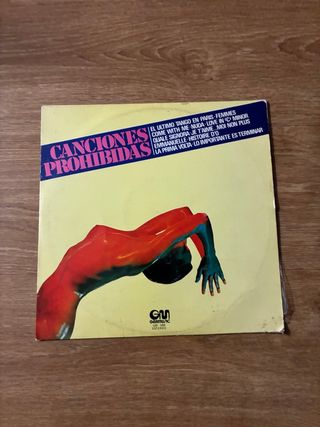 CANCIONES
PROHIBIDAS
EL ULTIMO TANGO EN PARIS-FEMMES
COME WITH ME-NUDA-LOVE IN C MINOR
QUALE SIGNORA-JE T'AIME...MOI NON PLUS
EMMANUELLE-HISTOIRE D'O
LA PRIMA VOLTA-LO IMPORTANTE ES TERMINAR
GM